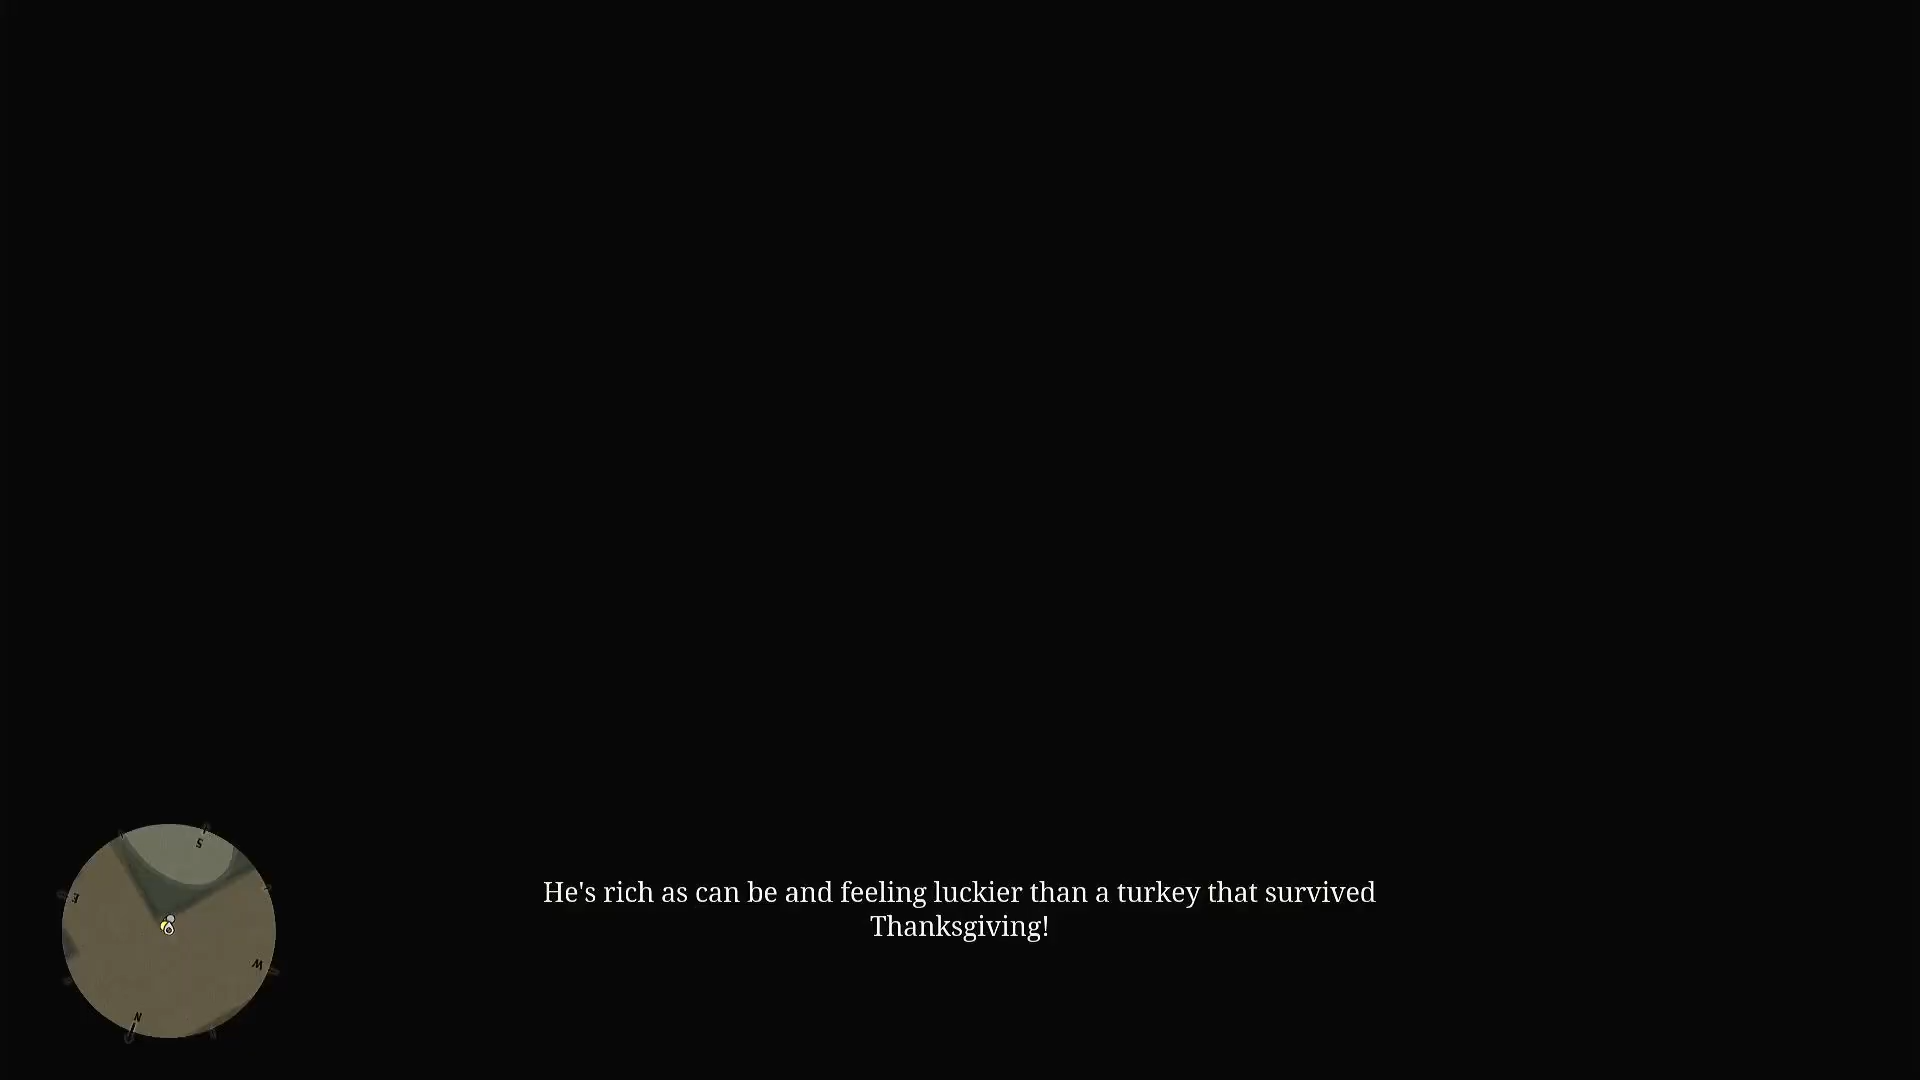 S
E
W
N
He's rich as can be and feeling luckier than a turkey that survived
Thanksgiving!